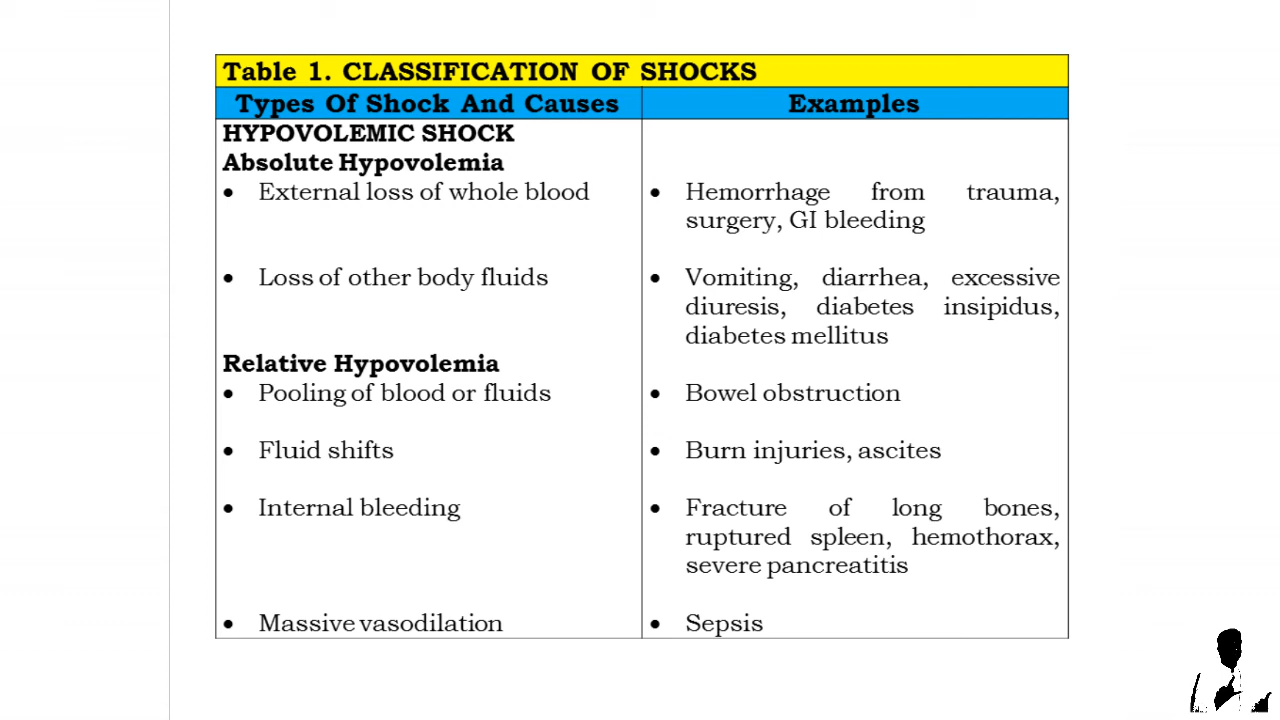 Table 1. CLASSIFICATION OF SHOCKS
Types Of Shock And Causes
Examples
HYPOVOLEMIC SHOCK
Absolute Hypovolemia
• External loss of whole blood
• Hemorrhage from trauma,
surgery, GI bleeding
• Loss of other body fluids
• Vomiting, diarrhea, excessive
diuresis, diabetes insipidus,
diabetes mellitus
Relative Hypovolemia
• Pooling of blood or fluids
• Bowel obstruction
• Fluid shifts
• Burn injuries, ascites
• Internal bleeding
• Fracture of long bones,
ruptured spleen, hemothorax,
severe pancreatitis
• Massive vasodilation
• Sepsis